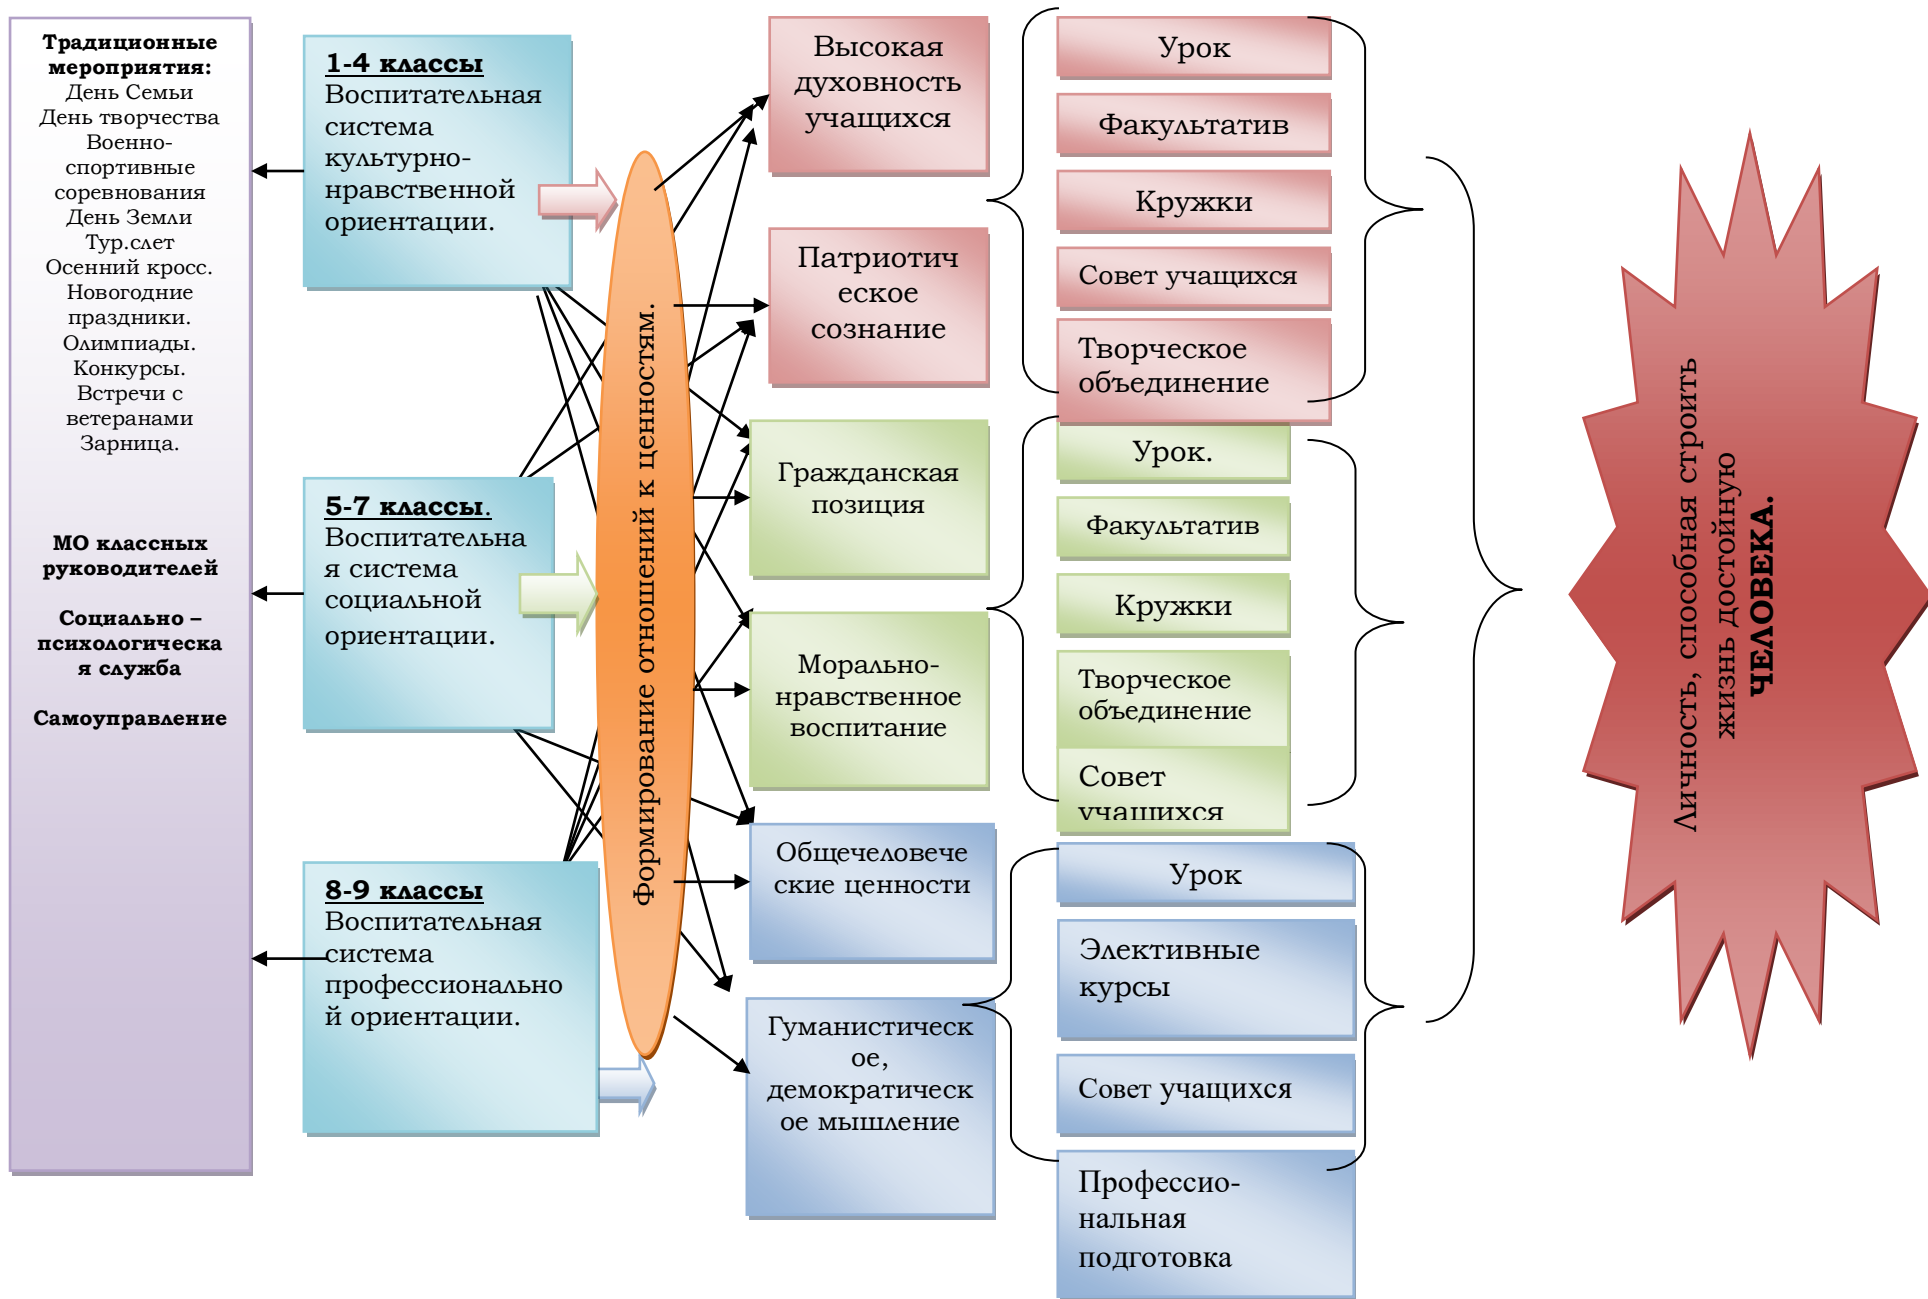 Традиционные
мероприятия:
День Семьи
День творчества
Военно-
спортивные
соревнования
День Земли
Тур.слет
Осенний кросс.
Новогодние
праздники.
Олимпиады.
Конкурсы.
Встречи с
ветеранами
Зарница.
МО классных
руководителей
Социально –
психологическа
я служба
Самоуправление
1-4 классы
Воспитательная
система
культурно-
нравственной
ориентации.
5-7 классы.
Воспитательна
я система
социальной
ориентации.
8-9 классы
Воспитательная
система
профессионально
й ориентации.
Формирование отношений к ценностям.
Высокая
духовность
учащихся
Патриотич
еское
сознание
Гражданская
позиция
Морально-
нравственное
воспитание
Общечеловече
ские ценности
Гуманистическ
ое,
демократическ
ое мышление
Урок
Факультатив
Кружки
Совет учащихся
Творческое
объединение
Урок.
Факультатив
Кружки
Творческое
объединение
Совет
учащихся
Урок
Элективные
курсы
Совет учащихся
Профессио-
нальная
подготовка
Личность, способная строить
жизнь достойную
ЧЕЛОВЕКА.